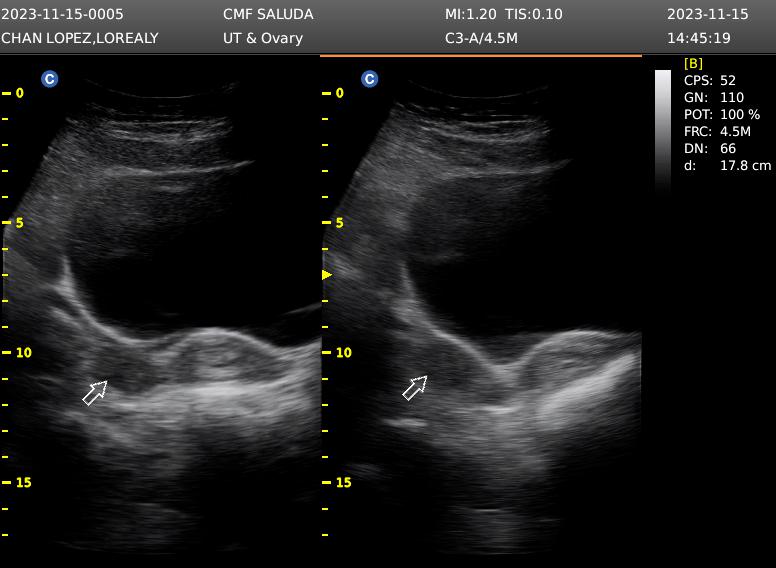 2023-11-15-0005 CMF SALUDA MI:1.20 TIS:0.10 2023-11-15
CHAN LOPEZ,LOREALY UT & Ovary C3-A/4.5M 14:45:19
[B]
CPS: 52
GN: 110
POT: 100 %
FRC: 4.5M
DN: 66
d: 17.8 cm
C C
0 0
5 5
10 10
15 15